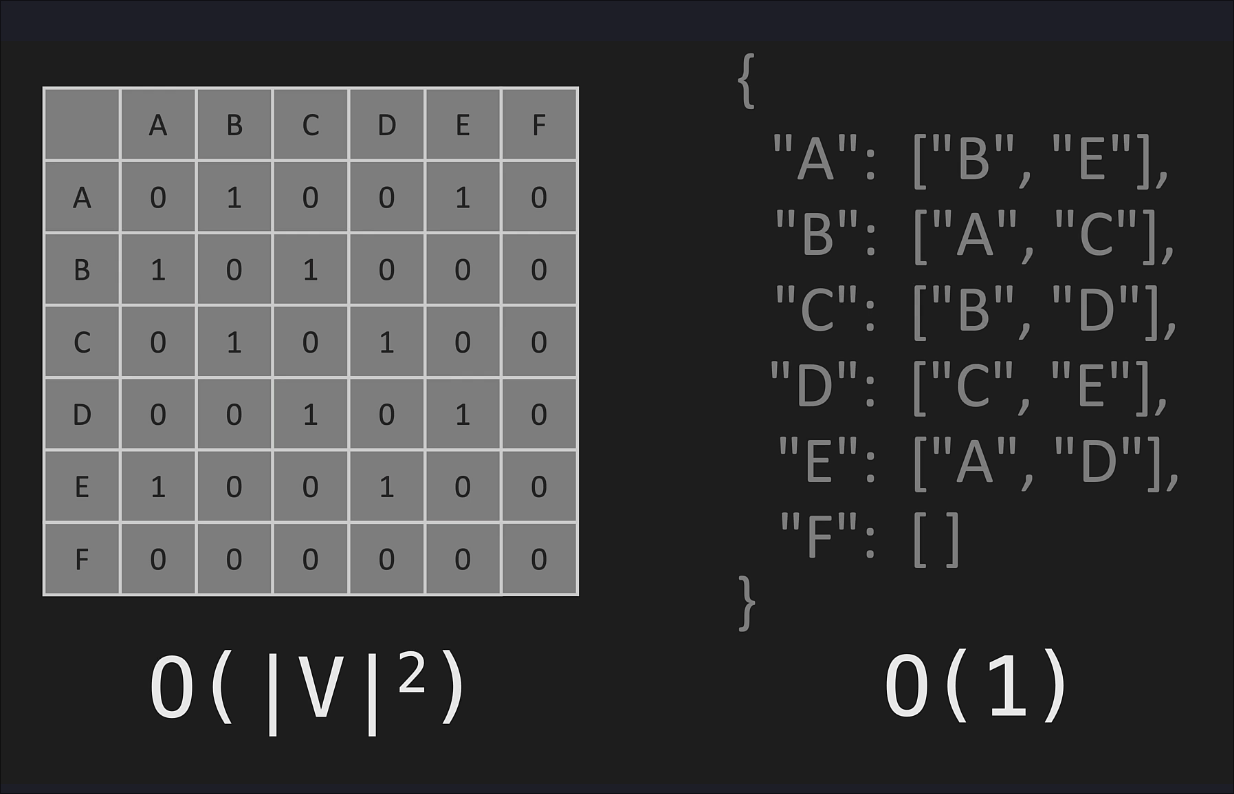 A B C D E F
A 0 1 0 0 1 0
B 1 0 1 0 0 0
C 0 1 0 1 0 0
D 0 0 1 0 1 0
E 1 0 0 1 0 0
F 0 0 0 0 0 0
O(|V|²)
{
"A": ["B", "E"],
"B": ["A", "C"],
"C": ["B", "D"],
"D": ["C", "E"],
"E": ["A", "D"],
"F": [ ]
}
O(1)